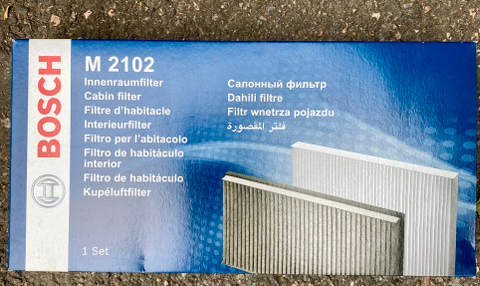 BOSCH
M 2102
Innenraumfilter
Cabin filter
Filtre d'habitacle
Interieurfilter
Filtro per l'abitacolo
Filtro de habitáculo
interior
Filtro de habitáculo
Kupéluftfilter
1 Set
Салонный фильтр
Dahili filtre
Filtr wnetrza pojazdu
فلتر المقصورة